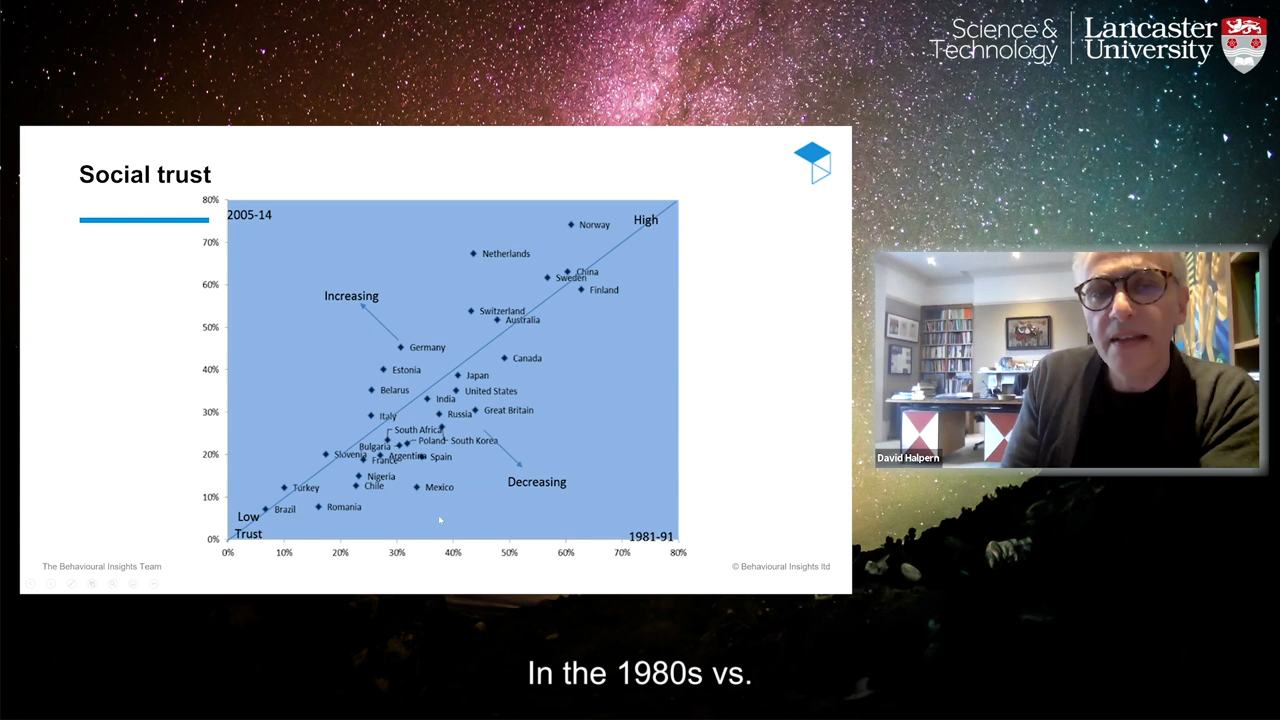 Science &
Technology
Lancaster
University
Social trust
80%
2005-14
High
Norway
70%
Netherlands
China
Sweden
60%
Finland
Increasing
Switzerland
50%
Australia
Germany
Canada
40%
Estonia
Japan
Belarus
United States
India
30%
Great Britain
Italy
Russia
South Africa
Bulgaria
Poland
South Korea
20%
Slovenia
France
Argentina
Spain
Nigeria
Decreasing
Chile
Turkey
Mexico
10%
Brazil
Romania
Low
Trust
0%
1981-91
0%
10%
20%
30%
40%
50%
60%
70%
80%
The Behavioural Insights Team
© Behavioural Insights ltd
David Halpern
In the 1980s vs.